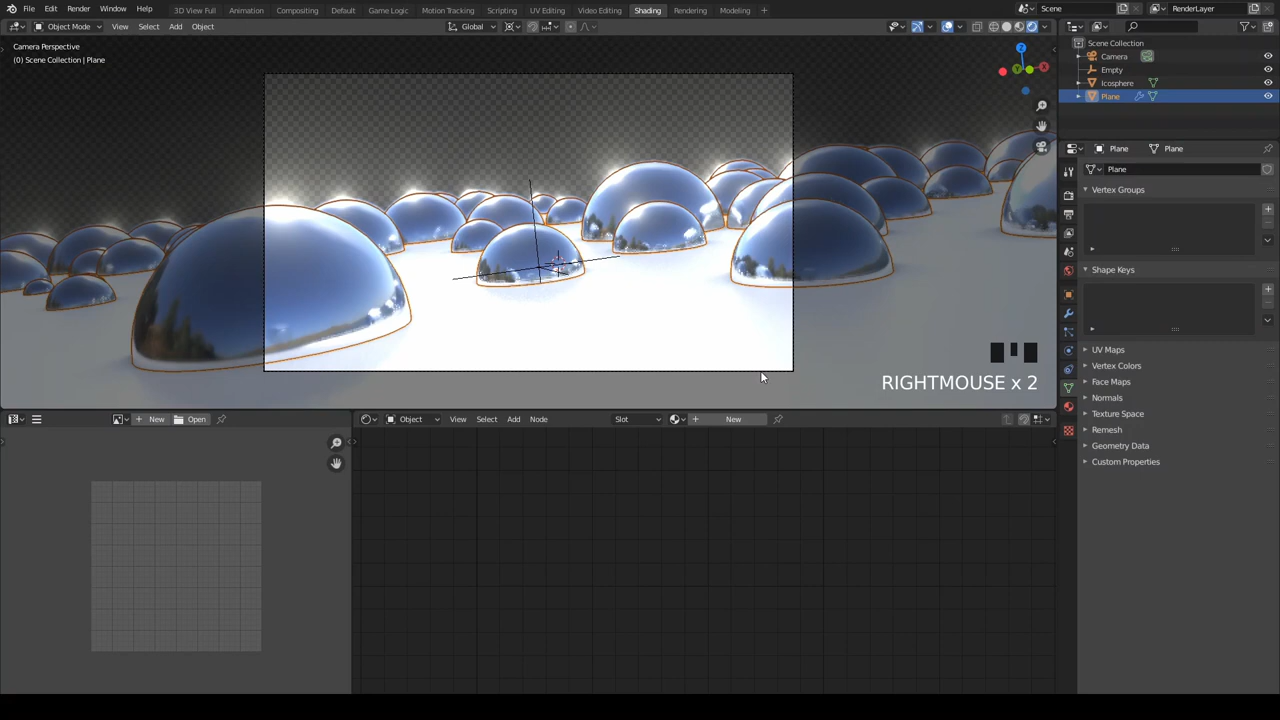 File Edit Render Window Help 3D View Full Animation Compositing Default Game Logic Motion Tracking Scripting UV Editing Video Editing Shading Rendering Modeling + Scene RenderLayer
Object Mode View Select Add Object Global
Camera Perspective
(0) Scene Collection | Plane
Scene Collection
Camera
Empty
Icosphere
Plane
Plane Plane
Plane
Vertex Groups
Shape Keys
UV Maps
Vertex Colors
Face Maps
Normals
Texture Space
Remesh
Geometry Data
Custom Properties
Z
Y X
RIGHTMOUSE x 2
+ New Open
Object View Select Add Node Slot + New